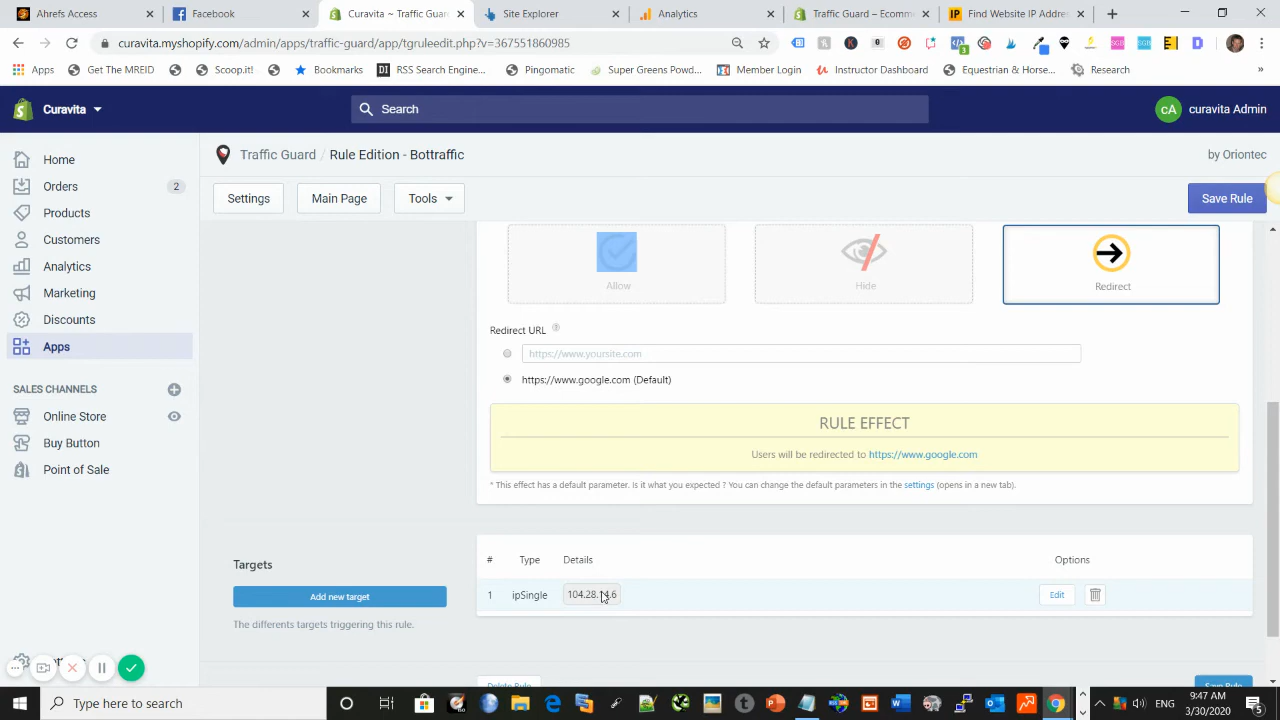 Ahrefs Access
Facebook
Curavita ~ Traffic Guard
Site Explorer
Analytics
Traffic Guard – Ecomm
Find Website IP Addres
curavita.myshopify.com/admin/apps/traffic-guard/app/tgruleedit.php?v=367551860985
Apps
Get The MREID
Scoop.it!
Bookmarks
RSS Search Engine...
Pingomatic
Super Greens Powd...
Member Login
Instructor Dashboard
Equestrian & Horse...
Research
Curavita
Search
cA
curavita Admin
Home
Traffic Guard / Rule Edition - Bottraffic
by Oriontec
Orders
2
Settings
Main Page
Tools
Save Rule
Products
Customers
Analytics
Marketing
Discounts
Apps
Allow
Hide
Redirect
Redirect URL
https://www.yoursite.com
https://www.google.com (Default)
SALES CHANNELS
Online Store
Buy Button
Point of Sale
RULE EFFECT
Users will be redirected to https://www.google.com
* This effect has a default parameter. Is it what you expected ? You can change the default parameters in the settings (opens in a new tab).
Targets
Add new target
The differents targets triggering this rule.
# Type Details Options
1 ipSingle Edit
Delete Rule
Save Rule
Type here to search
ENG
9:47 AM
3/30/2020